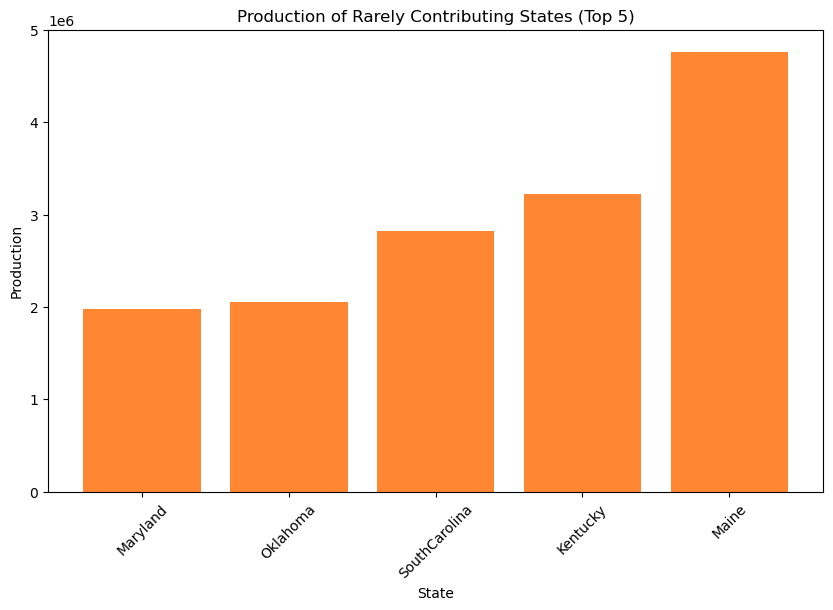 Production of Rarely Contributing States (Top 5)
1e6
5
4
3
2
1
0
Production
Maryland
Oklahoma
SouthCarolina
Kentucky
Maine
State